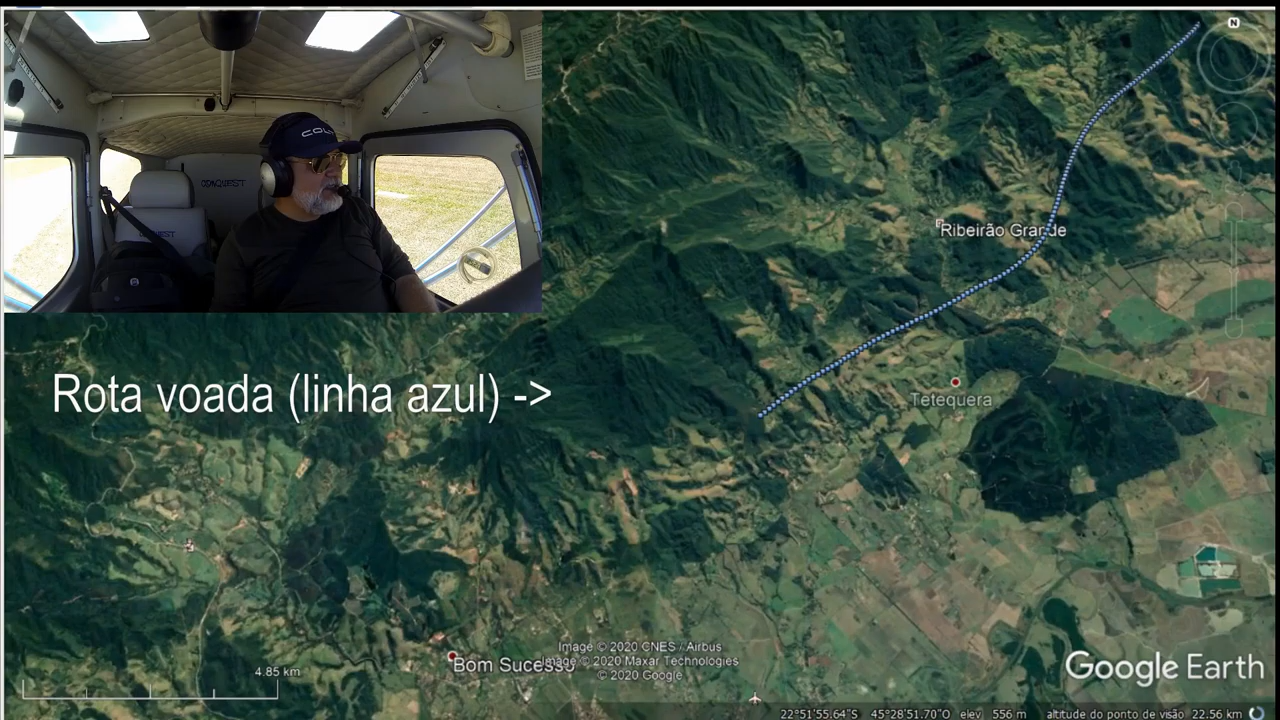 COL
CONQUEST
N
Ribeirão Grande
Rota voada (linha azul) ->
Tetequera
Bom Sucesso
Image © 2020 CNES / Airbus
Image © 2020 Maxar Technologies
© 2020 Google
4.85 km
Google Earth
22°51'55.64"S 45°28'51.70"O elev 556 m altitude do ponto de visão 22.56 km